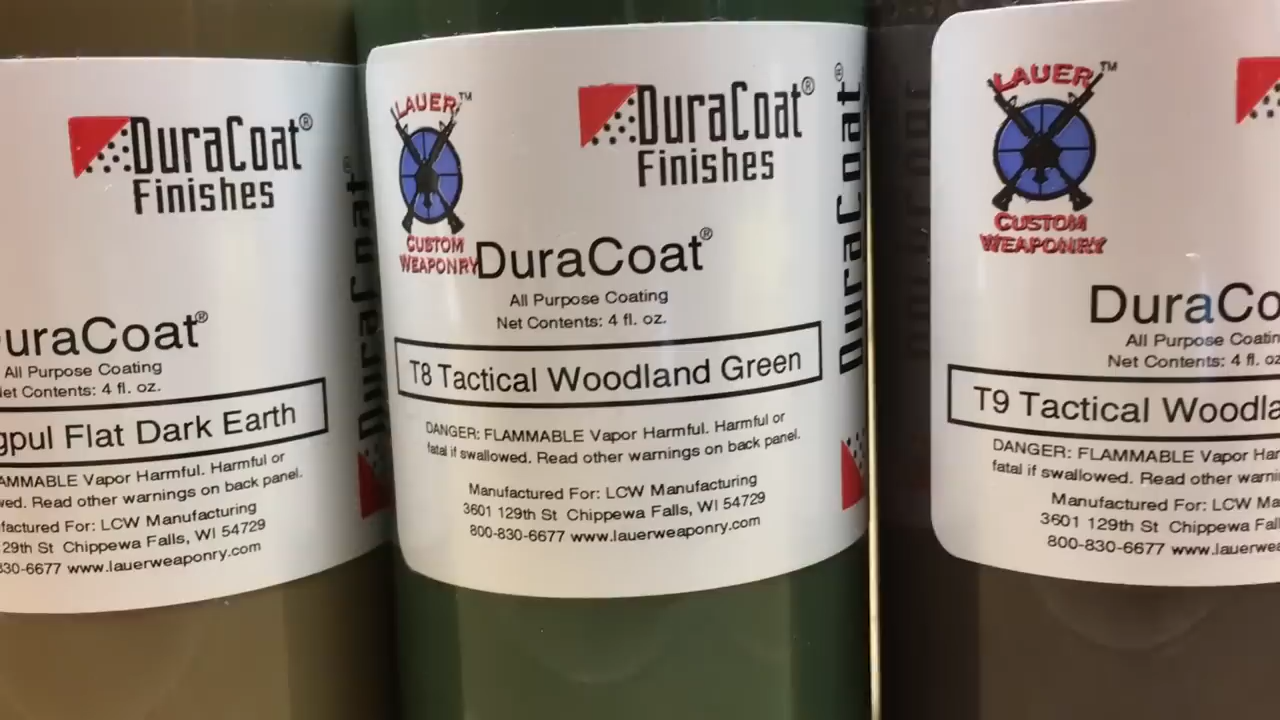 DuraCoat®
Finishes
DuraCoat
®
uraCoat®
All Purpose Coating
et Contents: 4 fl. oz.
gpul Flat Dark Earth
AMMABLE Vapor Harmful. Harmful or
wed. Read other warnings on back panel.
factured For: LCW Manufacturing
29th St Chippewa Falls, WI 54729
830-6677 www.lauerweaponry.com
LAUER™
CUSTOM
WEAPONRY
DuraCoat®
Finishes
DuraCoat®
All Purpose Coating
Net Contents: 4 fl. oz.
T8 Tactical Woodland Green
DANGER: FLAMMABLE Vapor Harmful. Harmful or
fatal if swallowed. Read other warnings on back panel.
Manufactured For: LCW Manufacturing
3601 129th St Chippewa Falls, WI 54729
800-830-6677 www.lauerweaponry.com
DuraCoat®
LAUER™
CUSTOM
WEAPONRY
DuraCo
All Purpose Coatin
Net Contents: 4 fl. oz
T9 Tactical Woodla
DANGER: FLAMMABLE Vapor Har
fatal if swallowed. Read other warni
Manufactured For: LCW Ma
3601 129th St Chippewa Fal
800-830-6677 www.lauerwea